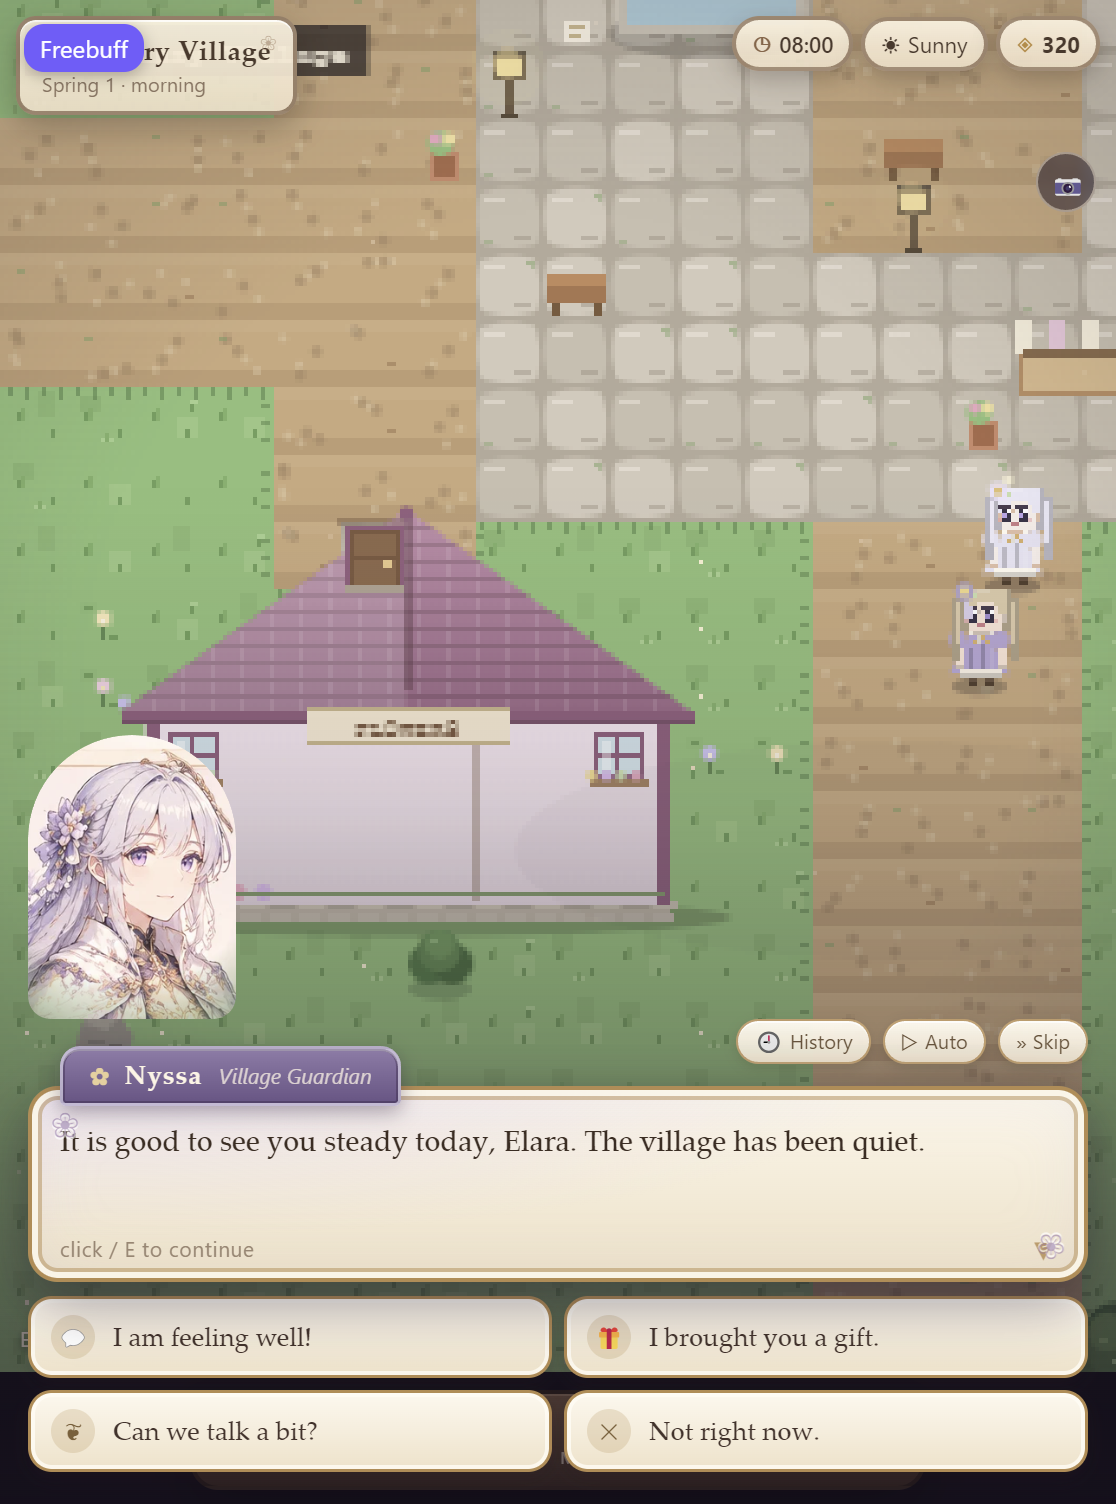 Freebuff
ry Village
Spring 1 · morning
08:00
Sunny
320
History
Auto
Skip
Nyssa Village Guardian
It is good to see you steady today, Elara. The village has been quiet.
click / E to continue
I am feeling well!
I brought you a gift.
Can we talk a bit?
Not right now.